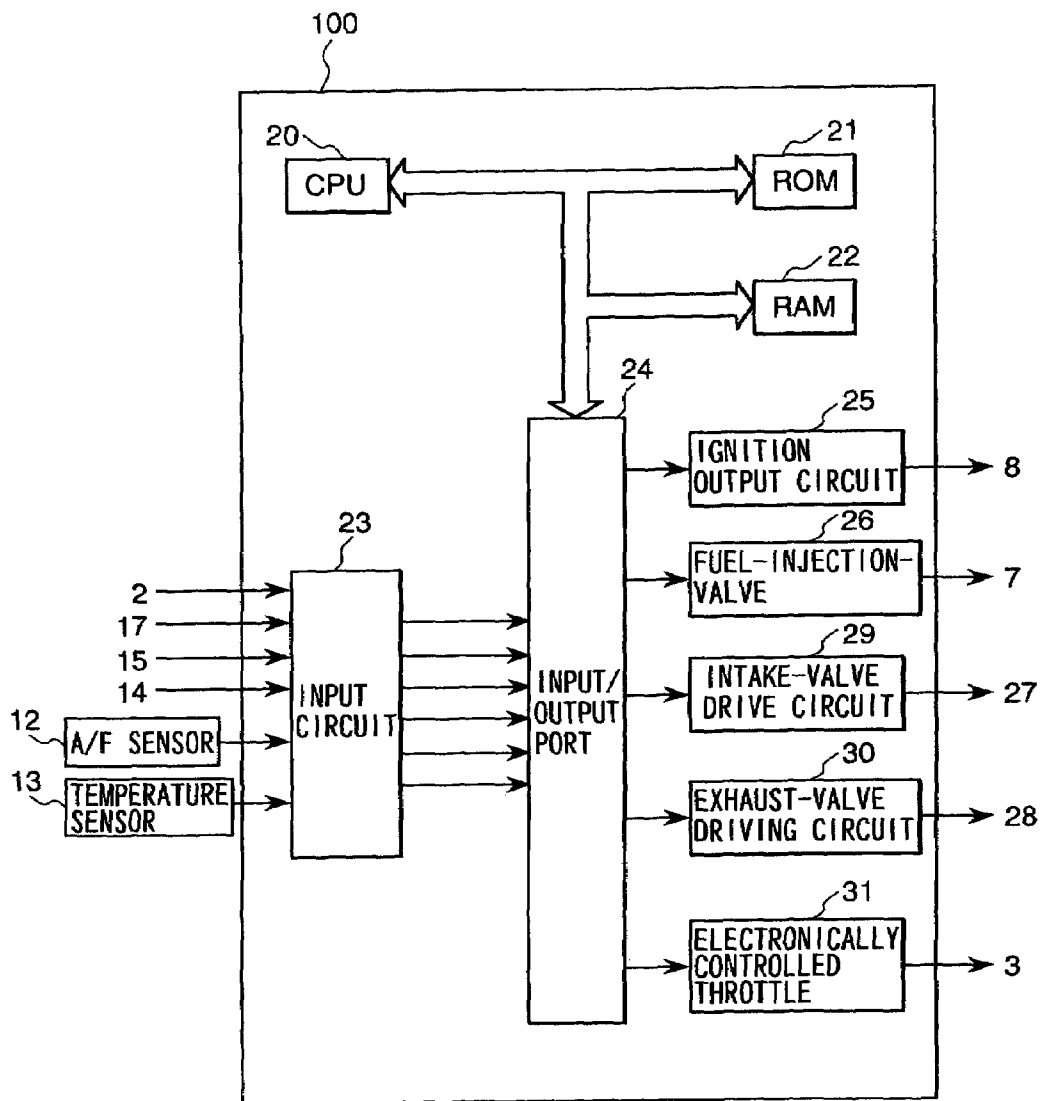 100
20
CPU
21
ROM
22
RAM
24
INPUT/
OUTPUT
PORT
25
IGNITION
OUTPUT CIRCUIT
8
26
FUEL-INJECTION-
VALVE
7
23
INPUT
CIRCUIT
2
17
15
14
12
A/F SENSOR
13
TEMPERATURE
SENSOR
29
INTAKE-VALVE
DRIVE CIRCUIT
27
30
EXHAUST-VALVE
DRIVING CIRCUIT
28
31
ELECTRONICALLY
CONTROLLED
THROTTLE
3